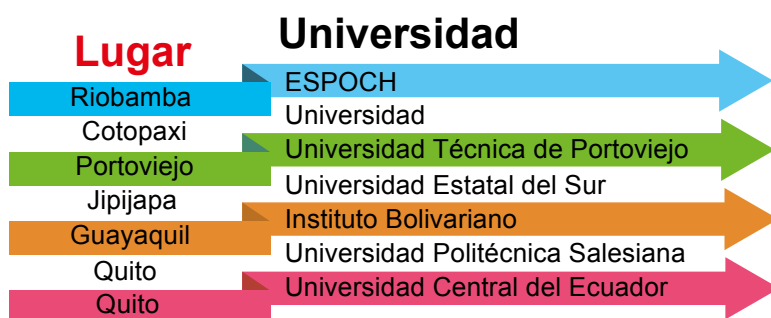 Lugar Universidad
Riobamba ESPOCH
Cotopaxi Universidad
Portoviejo Universidad Técnica de Portoviejo
Jipijapa Universidad Estatal del Sur
Guayaquil Instituto Bolivariano
Quito Universidad Politécnica Salesiana
Quito Universidad Central del Ecuador